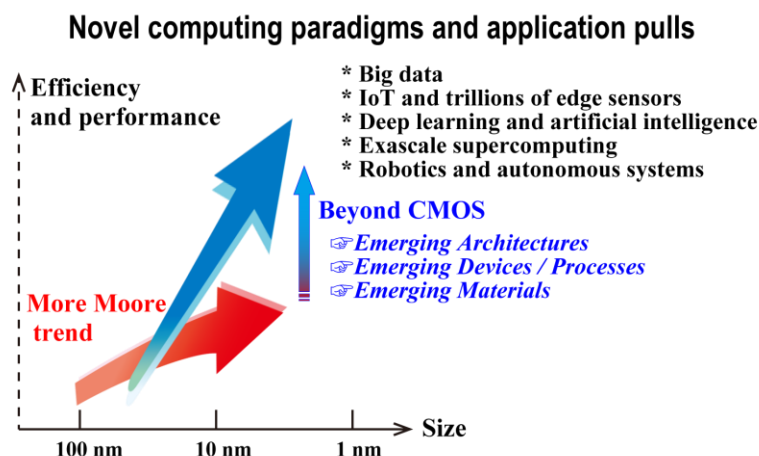 Novel computing paradigms and application pulls
Efficiency
and performance
* Big data
* IoT and trillions of edge sensors
* Deep learning and artificial intelligence
* Exascale supercomputing
* Robotics and autonomous systems
Beyond CMOS
☞Emerging Architectures
☞Emerging Devices / Processes
☞Emerging Materials
More Moore
trend
Size
100 nm
10 nm
1 nm